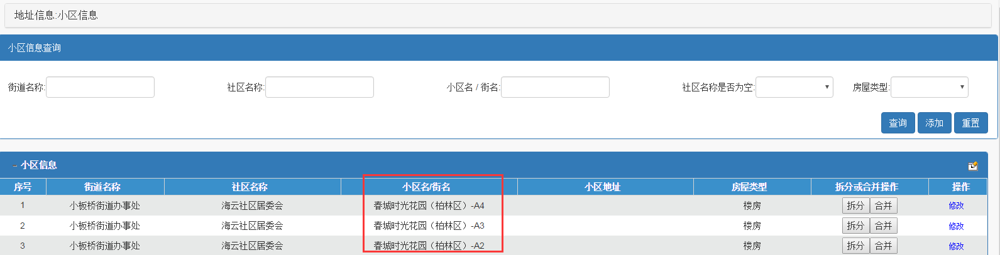 地址信息:小区信息
小区信息查询
街道名称: 社区名称: 小区名 / 街名: 社区名称是否为空: 房屋类型:
查询 添加 重置
小区信息
序号 街道名称 社区名称 小区名/街名 小区地址 房屋类型 拆分或合并操作 操作
1 小板桥街道办事处 海云社区居委会 春城时光花园（柏林区）-A4 楼房 拆分 合并 修改
2 小板桥街道办事处 海云社区居委会 春城时光花园（柏林区）-A3 楼房 拆分 合并 修改
3 小板桥街道办事处 海云社区居委会 春城时光花园（柏林区）-A2 楼房 拆分 合并 修改